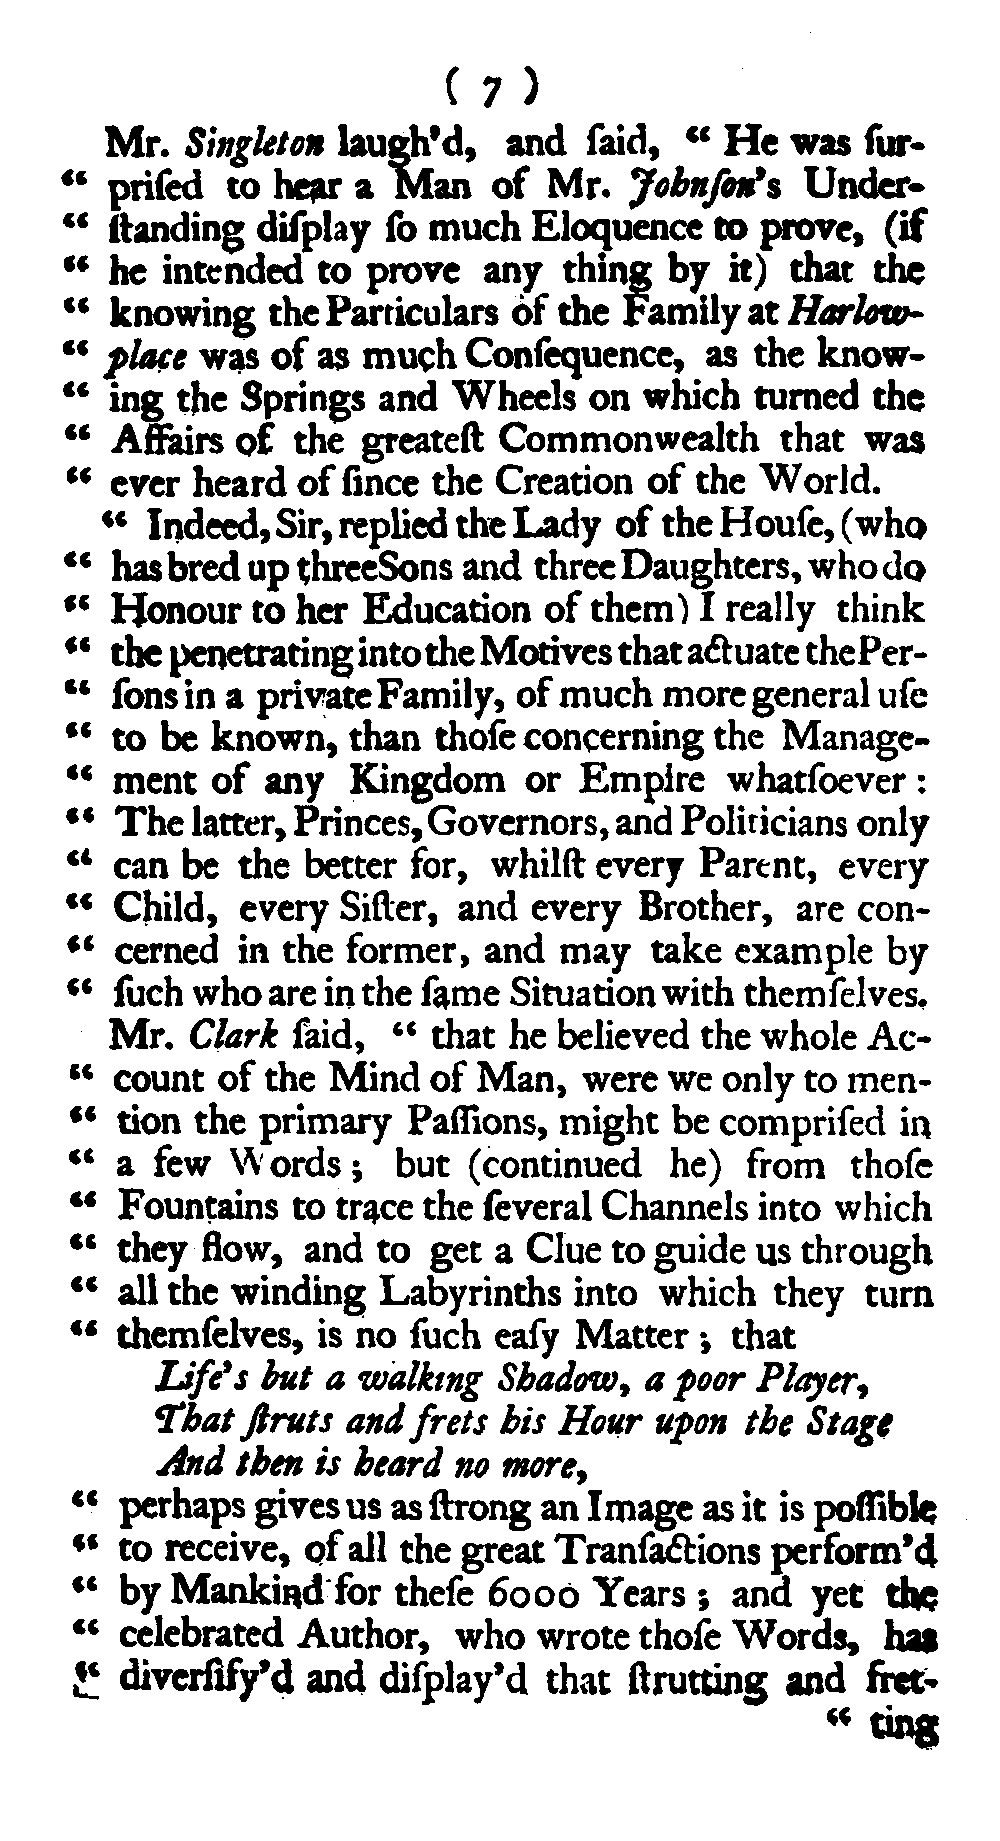 ( 7 )
Mr. Singleton laugh'd, and ſaid, “ He was ſur-
“ priſed to hear a Man of Mr. Johnſon's Under-
“ ſtanding diſplay ſo much Eloquence to prove, (if
“ he intended to prove any thing by it) that the
“ knowing the Particulars of the Family at Harlow-
“ place was of as much Conſequence, as the know-
“ ing the Springs and Wheels on which turned the
“ Affairs of the greateſt Commonwealth that was
“ ever heard of ſince the Creation of the World.
“ Indeed, Sir, replied the Lady of the Houſe, (who
“ has bred up three Sons and three Daughters, who do
“ Honour to her Education of them) I really think
“ the penetrating into the Motives that actuate the Per-
“ ſons in a private Family, of much more general uſe
“ to be known, than thoſe concerning the Manage-
“ ment of any Kingdom or Empire whatſoever :
“ The latter, Princes, Governors, and Politicians only
“ can be the better for, whilſt every Parent, every
“ Child, every Siſter, and every Brother, are con-
“ cerned in the former, and may take example by
“ ſuch who are in the ſame Situation with themſelves.
Mr. Clark ſaid, “ that he believed the whole Ac-
“ count of the Mind of Man, were we only to men-
“ tion the primary Paſſions, might be compriſed in
“ a few Words ; but (continued he) from thoſe
“ Fountains to trace the ſeveral Channels into which
“ they flow, and to get a Clue to guide us through
“ all the winding Labyrinths into which they turn
“ themſelves, is no ſuch eaſy Matter ; that
Life's but a walking Shadow, a poor Player,
That ſtruts and frets his Hour upon the Stage
And then is heard no more,
“ perhaps gives us as ſtrong an Image as it is poſſible
“ to receive, of all the great Tranſactions perform'd
“ by Mankind for theſe 6000 Years ; and yet the
“ celebrated Author, who wrote thoſe Words, has
“ diverſify'd and diſplay'd that ſtrutting and fret-
“ ting